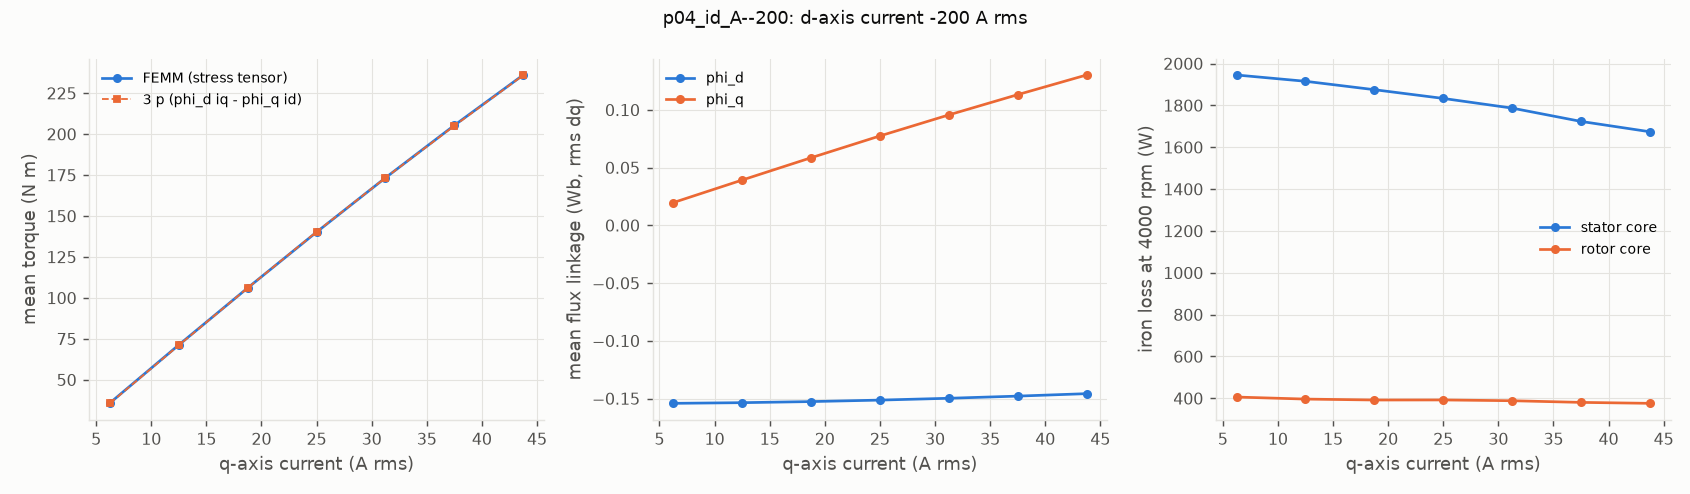 p04_id_A--200: d-axis current -200 A rms
mean torque (N m)
225
200
175
150
125
100
75
50
FEMM (stress tensor)
3 p (phi_d iq - phi_q id)
5 10 15 20 25 30 35 40 45
q-axis current (A rms)
mean flux linkage (Wb, rms dq)
0.10
0.05
0.00
−0.05
−0.10
−0.15
phi_d
phi_q
5 10 15 20 25 30 35 40 45
q-axis current (A rms)
iron loss at 4000 rpm (W)
2000
1800
1600
1400
1200
1000
800
600
400
stator core
rotor core
5 10 15 20 25 30 35 40 45
q-axis current (A rms)